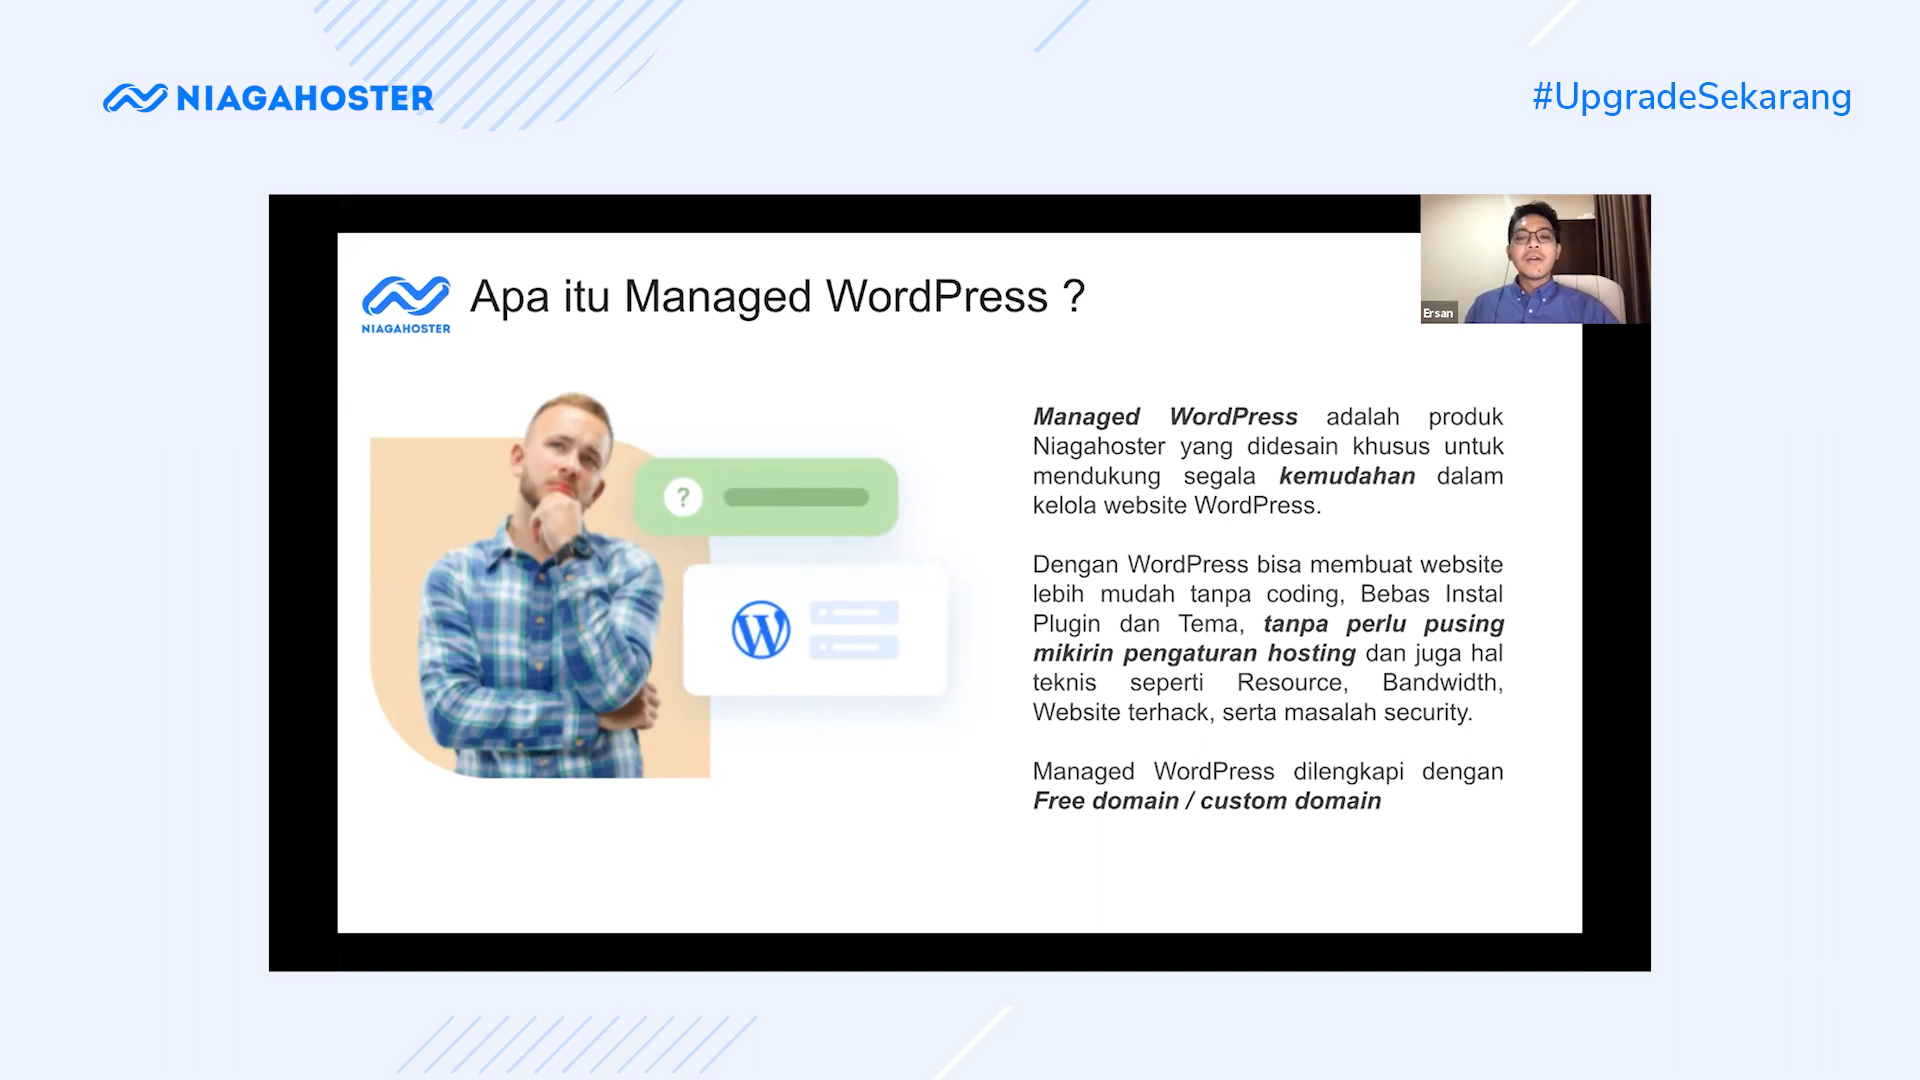 NIAGAHOSTER
#UpgradeSekarang
NIAGAHOSTER
Apa itu Managed WordPress ?
Ersan
?
Managed WordPress adalah produk
Niagahoster yang didesain khusus untuk
mendukung segala kemudahan dalam
kelola website WordPress.
Dengan WordPress bisa membuat website
lebih mudah tanpa coding, Bebas Instal
Plugin dan Tema, tanpa perlu pusing
mikirin pengaturan hosting dan juga hal
teknis seperti Resource, Bandwidth,
Website terhack, serta masalah security.
Managed WordPress dilengkapi dengan
Free domain / custom domain